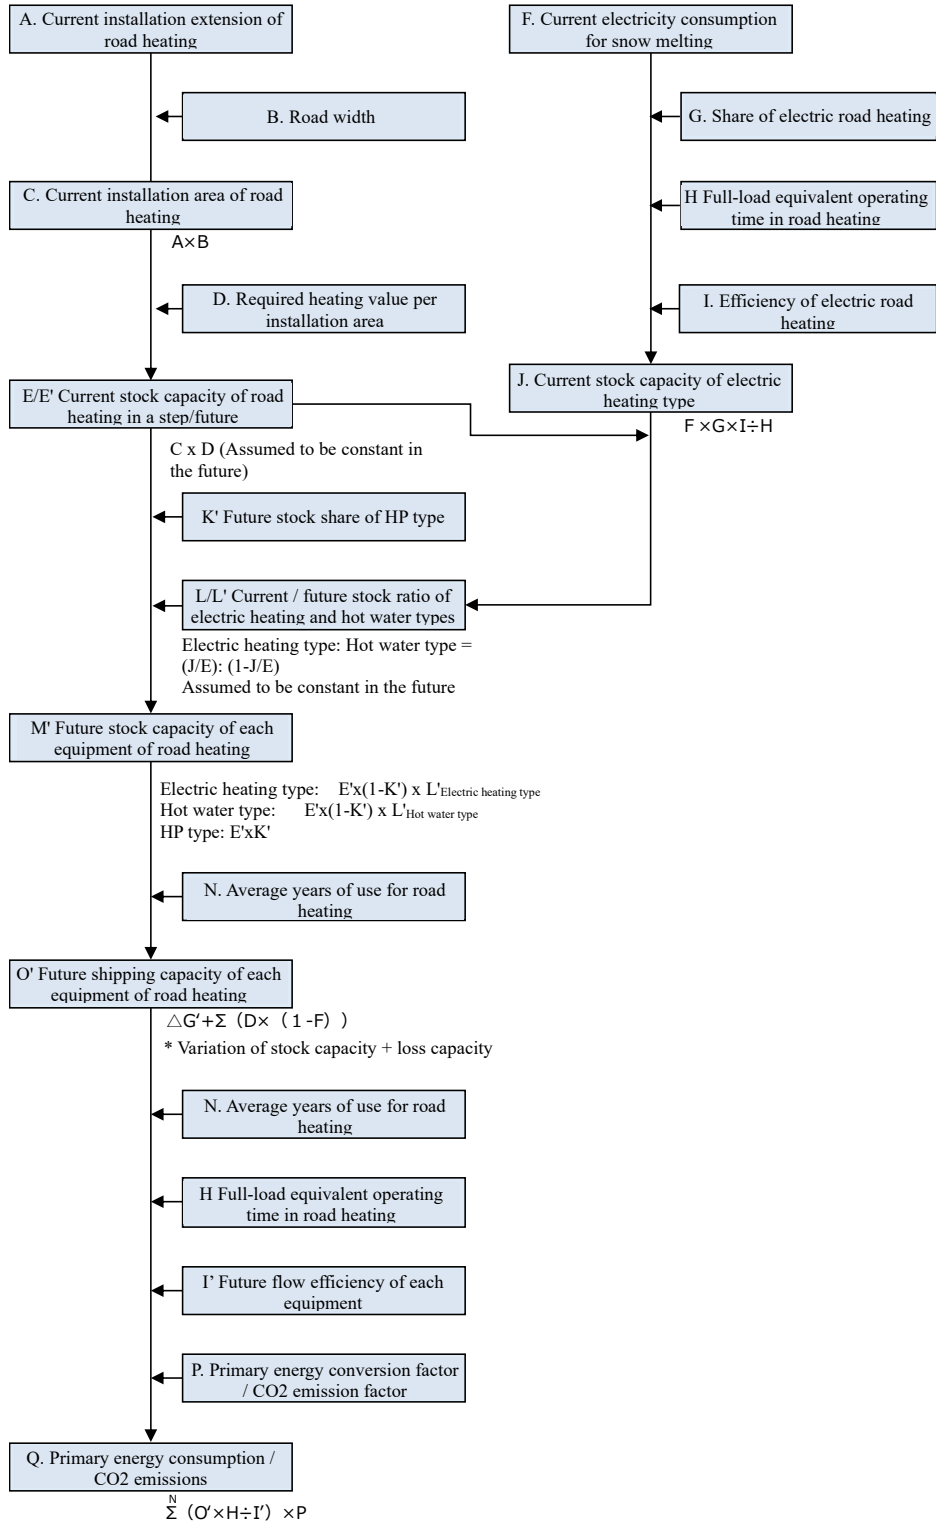 A. Current installation extension of
road heating
F. Current electricity consumption
for snow melting
B. Road width
G. Share of electric road heating
C. Current installation area of road
heating
A×B
H Full-load equivalent operating
time in road heating
D. Required heating value per
installation area
I. Efficiency of electric road
heating
E/E' Current stock capacity of road
heating in a step/future
J. Current stock capacity of electric
heating type
F ×G×I÷H
C x D (Assumed to be constant in
the future)
K' Future stock share of HP type
L/L' Current / future stock ratio of
electric heating and hot water types
Electric heating type: Hot water type =
(J/E): (1-J/E)
Assumed to be constant in the future
M' Future stock capacity of each
equipment of road heating
Electric heating type: E'x(1-K') x L'Electric heating type
Hot water type: E'x(1-K') x L'Hot water type
HP type: E'xK'
N. Average years of use for road
heating
O' Future shipping capacity of each
equipment of road heating
△G‘+Σ（D×（１-F））
* Variation of stock capacity + loss capacity
N. Average years of use for road
heating
H Full-load equivalent operating
time in road heating
I’ Future flow efficiency of each
equipment
P. Primary energy conversion factor
/ CO2 emission factor
Q. Primary energy consumption /
CO2 emissions
N
Σ（O‘×H÷I’）×P